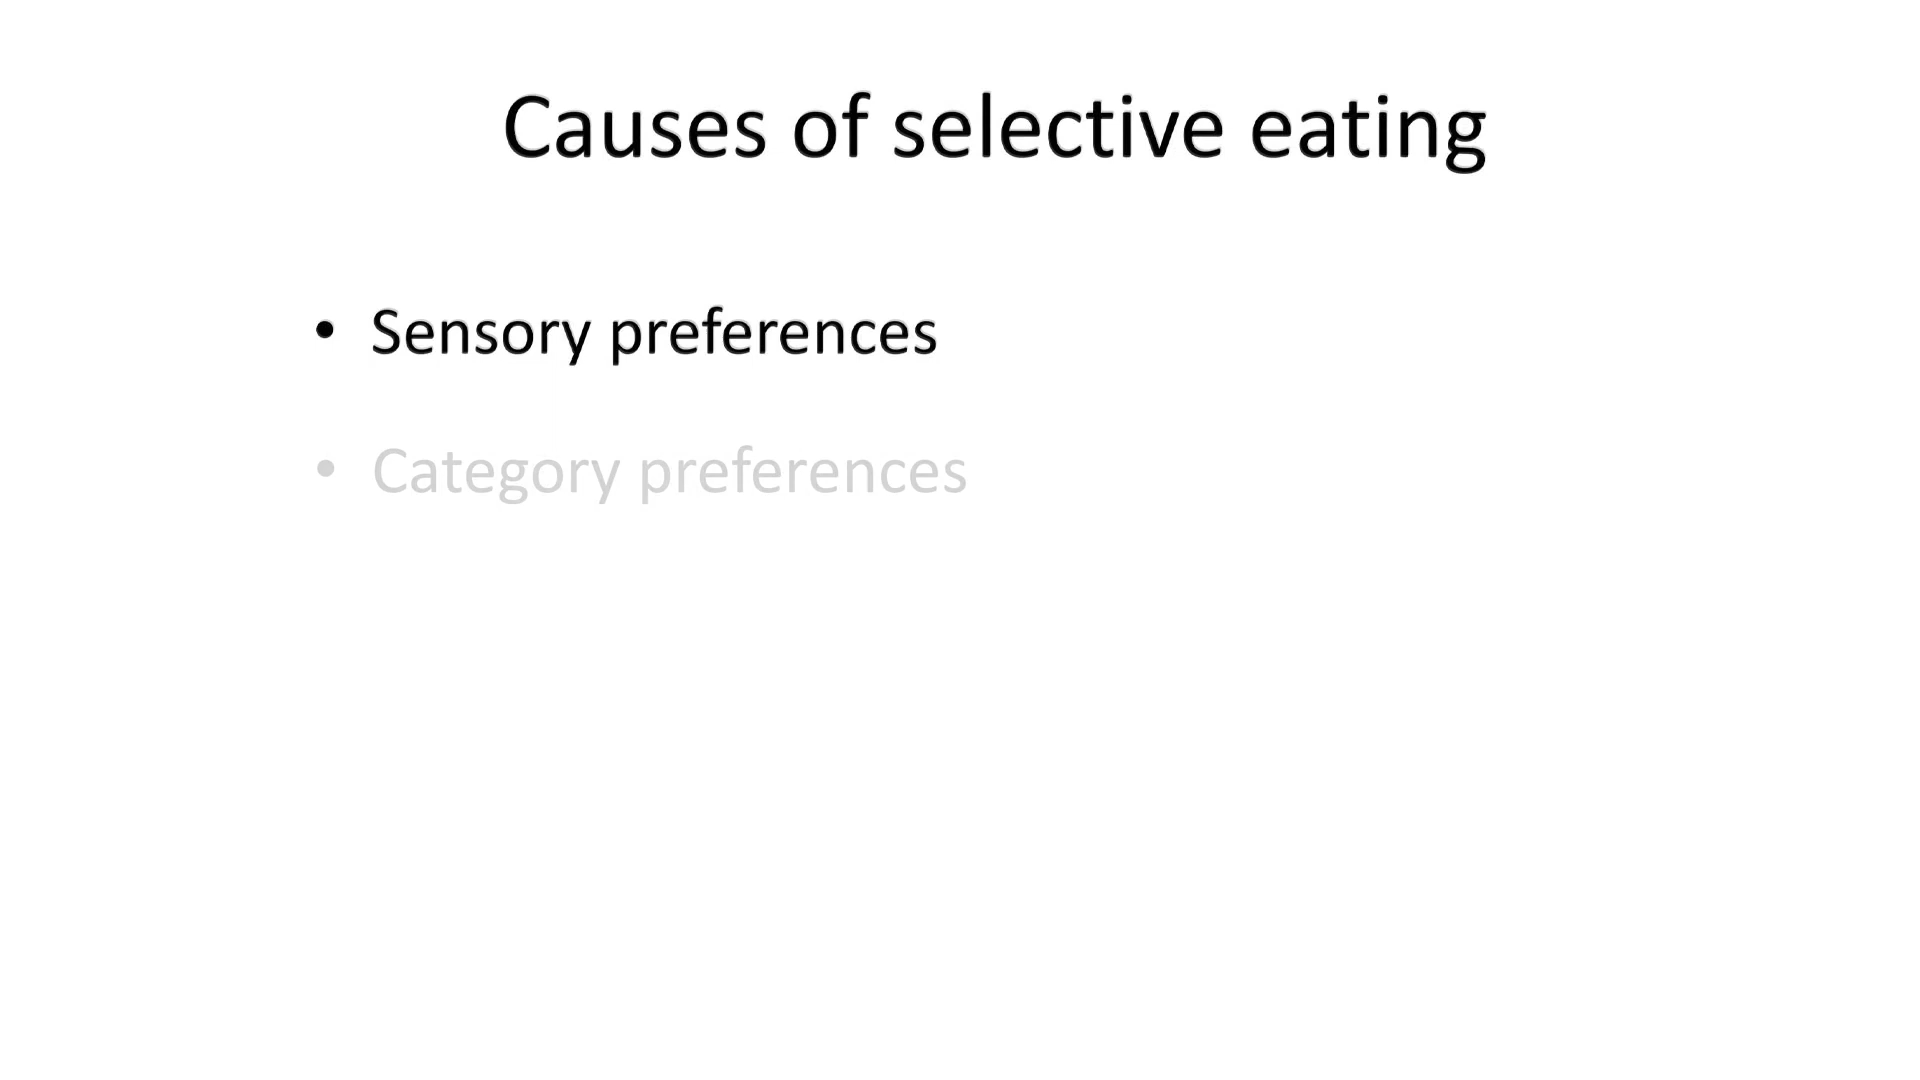 Causes of selective eating
• Sensory preferences
• Category preferences